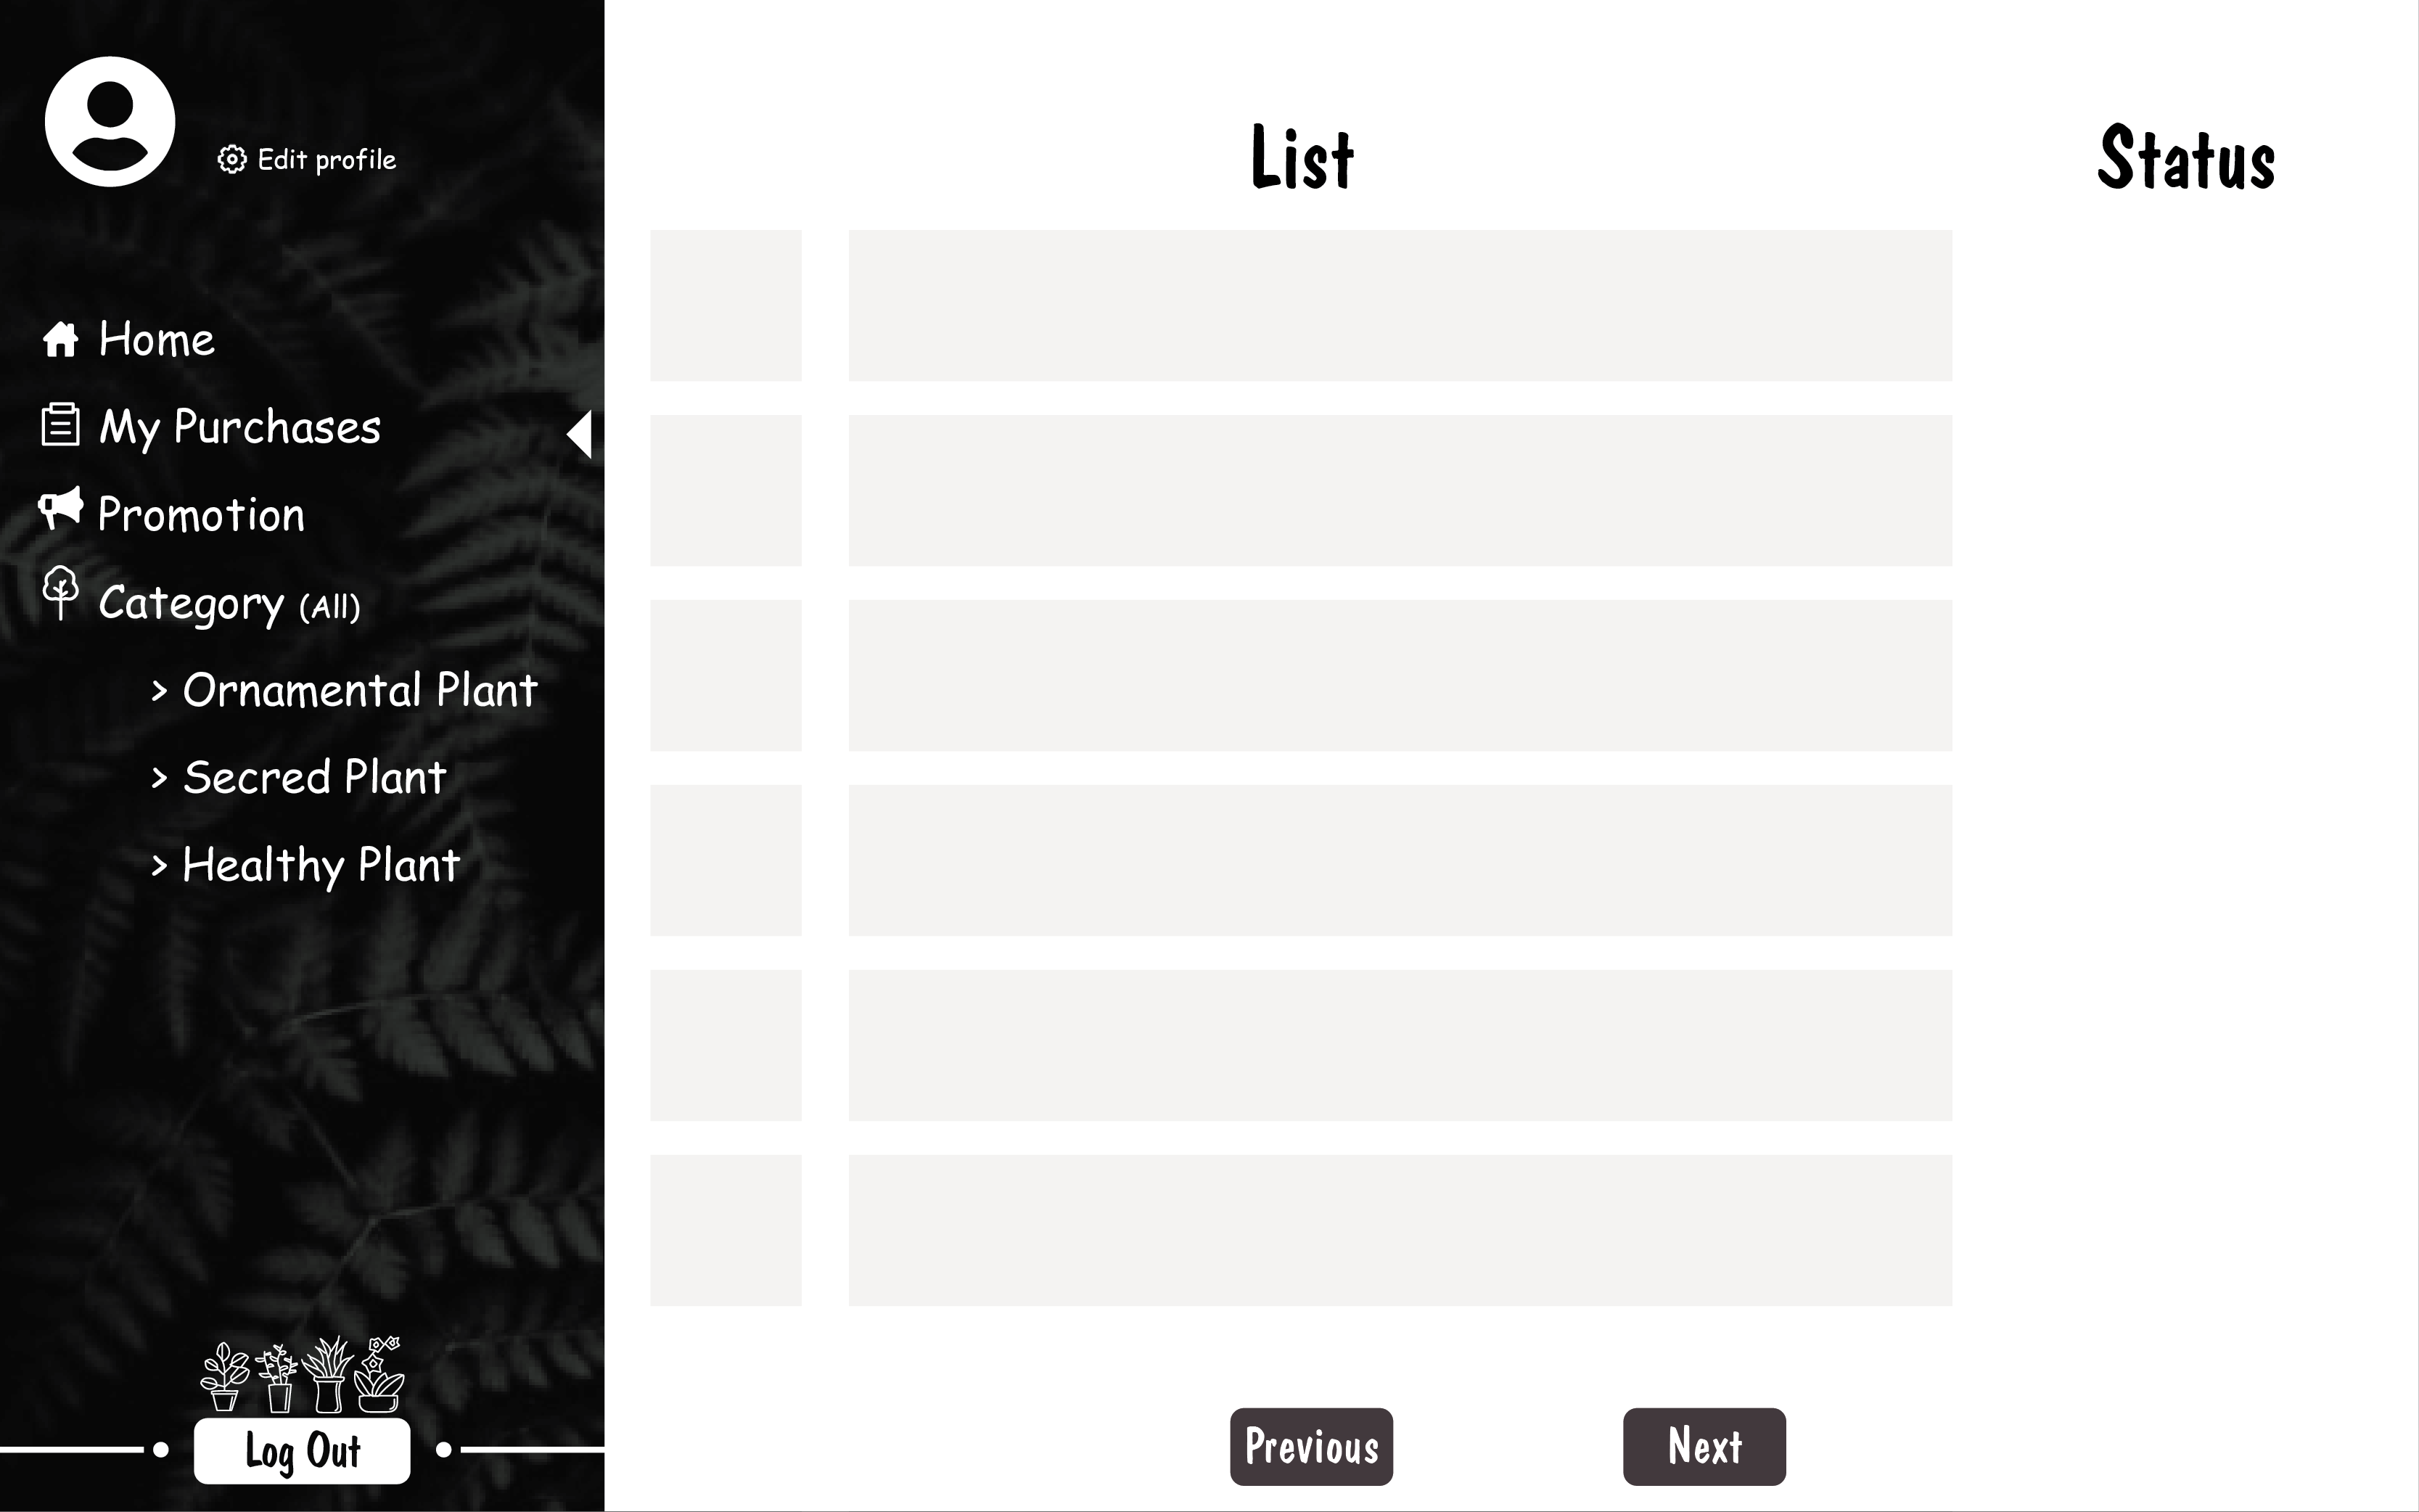 Edit profile
Home
My Purchases
Promotion
Category (All)
> Ornamental Plant
> Secred Plant
> Healthy Plant
Log Out
List
Status
Previous
Next